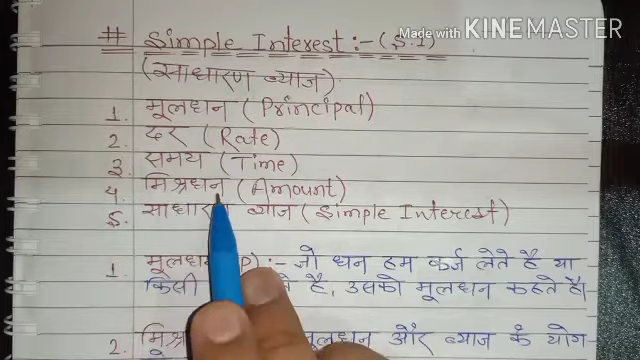 Made with KINEMASTER
# Simple Interest :- (S.I)
(साधारण ब्याज)
1. मूलधन (Principal)
2. दर (Rate)
3. समय (Time)
4. मिश्रधन (Amount)
5. साधारण ब्याज (Simple Interest)
1. मूलधन P) :- जो धन हम कर्ज लेते है या
किसी ते है, उसको मूलधन कहते है।
2. मूलधन और ब्याज के योग